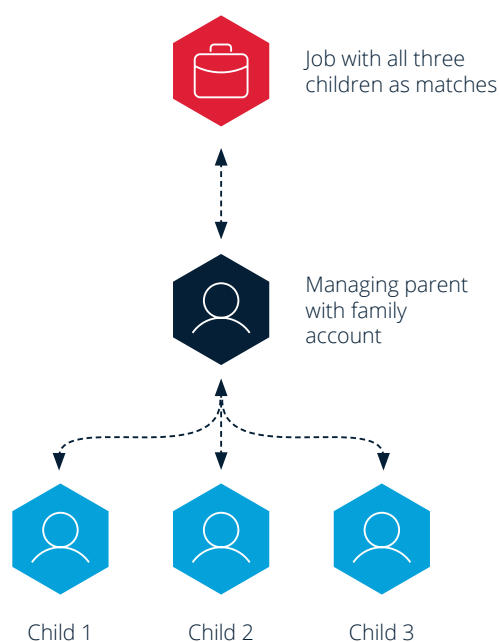 Job with all three
children as matches
Managing parent
with family
account
Child 1
Child 2
Child 3